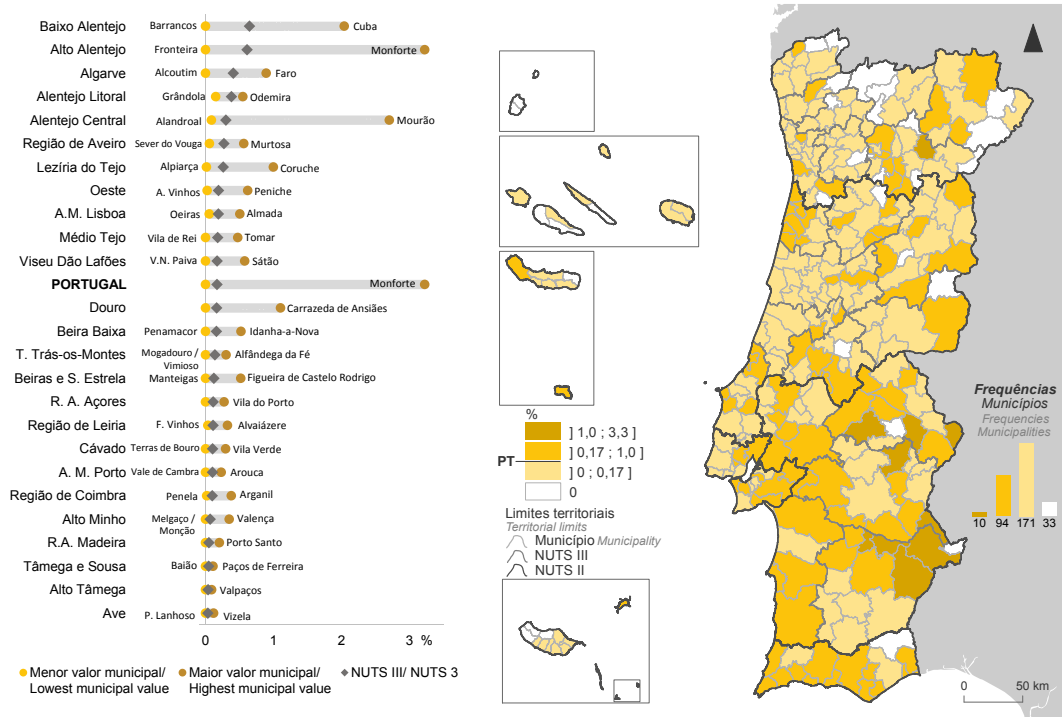 Baixo Alentejo Barrancos Cuba
Alto Alentejo Fronteira Monforte
Algarve Alcoutim Faro
Alentejo Litoral Grândola Odemira
Alentejo Central Alandroal Mourão
Região de Aveiro Sever do Vouga Murtosa
Lezíria do Tejo Alpiarça Coruche
Oeste A. Vinhos Peniche
A.M. Lisboa Oeiras Almada
Médio Tejo Vila de Rei Tomar
Viseu Dão Lafões V.N. Paiva Sátão
PORTUGAL Monforte
Douro Carrazeda de Ansiães
Beira Baixa Penamacor Idanha-a-Nova
T. Trás-os-Montes Mogadouro / Vimioso Alfândega da Fé
Beiras e S. Estrela Manteigas Figueira de Castelo Rodrigo
R. A. Açores Vila do Porto
Região de Leiria F. Vinhos Alvaiázere
Cávado Terras de Bouro Vila Verde
A. M. Porto Vale de Cambra Arouca
Região de Coimbra Penela Arganil
Alto Minho Melgaço / Monção Valença
R.A. Madeira Porto Santo
Tâmega e Sousa Baião Paços de Ferreira
Alto Tâmega Valpaços
Ave P. Lanhoso Vizela
0 1 2 3 %
Menor valor municipal/
Lowest municipal value
Maior valor municipal/
Highest municipal value
NUTS III/ NUTS 3
%
] 1,0 ; 3,3 ]
] 0,17 ; 1,0 ]
PT
] 0 ; 0,17 ]
0
Limites territoriais
Territorial limits
Município Municipality
NUTS III
NUTS II
Frequências
Municípios
Frequencies
Municipalities
10 94 171 33
0 50 km